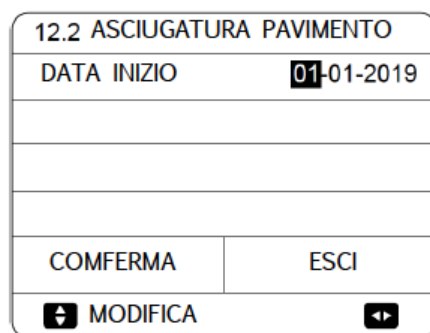 12.2 ASCIUGATURA PAVIMENTO
DATA INIZIO 01-01-2019
COMFERMA ESCI
MODIFICA